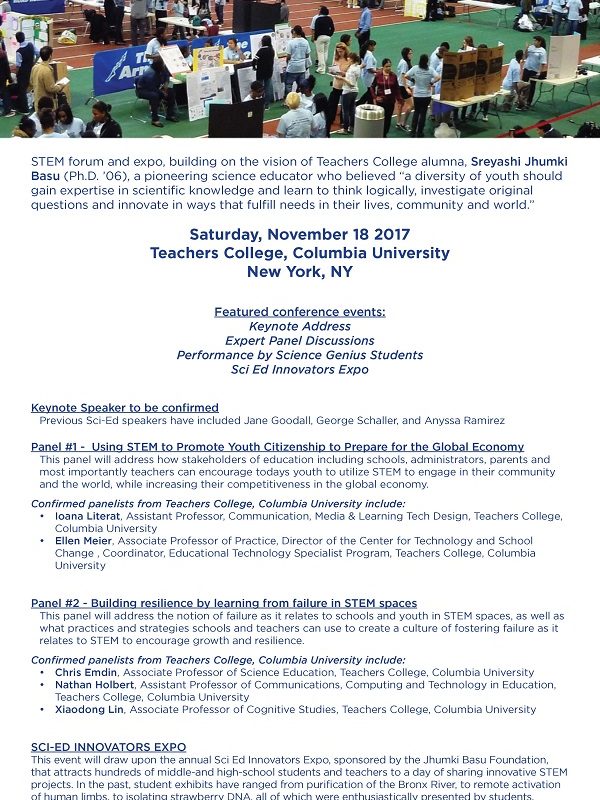 The
Arm
STEM forum and expo, building on the vision of Teachers College alumna, Sreyashi Jhumki
Basu (Ph.D. ’06), a pioneering science educator who believed “a diversity of youth should
gain expertise in scientific knowledge and learn to think logically, investigate original
questions and innovate in ways that fulfill needs in their lives, community and world.”
Saturday, November 18 2017
Teachers College, Columbia University
New York, NY
Featured conference events:
Keynote Address
Expert Panel Discussions
Performance by Science Genius Students
Sci Ed Innovators Expo
Keynote Speaker to be confirmed
Previous Sci-Ed speakers have included Jane Goodall, George Schaller, and Anyssa Ramirez
Panel #1 - Using STEM to Promote Youth Citizenship to Prepare for the Global Economy
This panel will address how stakeholders of education including schools, administrators, parents and
most importantly teachers can encourage todays youth to utilize STEM to engage in their community
and the world, while increasing their competitiveness in the global economy.
Confirmed panelists from Teachers College, Columbia University include:
• Ioana Literat, Assistant Professor, Communication, Media & Learning Tech Design, Teachers College,
Columbia University
• Ellen Meier, Associate Professor of Practice, Director of the Center for Technology and School
Change , Coordinator, Educational Technology Specialist Program, Teachers College, Columbia
University
Panel #2 - Building resilience by learning from failure in STEM spaces
This panel will address the notion of failure as it relates to schools and youth in STEM spaces, as well as
what practices and strategies schools and teachers can use to create a culture of fostering failure as it
relates to STEM to encourage growth and resilience.
Confirmed panelists from Teachers College, Columbia University include:
• Chris Emdin, Associate Professor of Science Education, Teachers College, Columbia University
• Nathan Holbert, Assistant Professor of Communications, Computing and Technology in Education,
Teachers College, Columbia University
• Xiaodong Lin, Associate Professor of Cognitive Studies, Teachers College, Columbia University
SCI-ED INNOVATORS EXPO
This event will draw upon the annual Sci Ed Innovators Expo, sponsored by the Jhumki Basu Foundation,
that attracts hundreds of middle-and high-school students and teachers to a day of sharing innovative STEM
projects. In the past, student exhibits have ranged from purification of the Bronx River, to remote activation
of human limbs, to isolating strawberry DNA, all of which were enthusiastically presented by students.